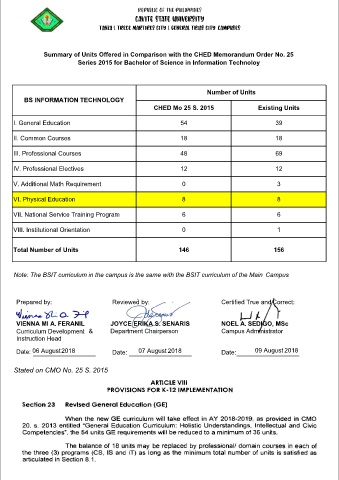 REPUBLIC OF THE PHILIPPINES
CAVITE STATE UNIVERSITY
TANZA | TRECE MARTIRES CITY | GENERAL TRIAS CITY CAMPUSES
Summary of Units Offered in Comparison with the CHED Memorandum Order No. 25
Series 2015 for Bachelor of Science in Information Technoloy
BS INFORMATION TECHNOLOGY Number of Units
CHED Mo 25 S. 2015 Existing Units
I. General Education 54 39
II. Common Courses 18 18
III. Professional Courses 48 69
IV. Professional Electives 12 12
V. Additional Math Requirement 0 3
VI. Physical Education 8 8
VII. National Service Training Program 6 6
VIII. Institutional Orientation 0 1
Total Number of Units 146 156
Note: The BSIT curriculum in the campus is the same with the BSIT curriculum of the Main Campus
Prepared by: Reviewed by: Certified True and Correct:
VIENNA MI A. FERANIL JOYCE ERIKA S. SENARIS NOEL A. SEDIGO, MSc
Curriculum Development & Department Chairperson Campus Administrator
Instruction Head
Date: 06 August 2018 Date: 07 August 2018 Date: 09 August 2018
Stated on CMO No. 25 S. 2015
ARTICLE VIII
PROVISIONS FOR K-12 IMPLEMENTATION
Section 23 Revised General Education (GE)
When the new GE curriculum will take effect in AY 2018-2019, as provided in CMO
20, s. 2013 entitled "General Education Curriculum: Holistic Understandings, Intellectual and Civic
Competencies", the 54 units GE requirements will be reduced to a minimum of 36 units.
The balance of 18 units may be replaced by professional/ domain courses in each of
the three (3) programs (CS, IS and IT) as long as the minimum total number of units is satisfied as
articulated in Section 8.1.